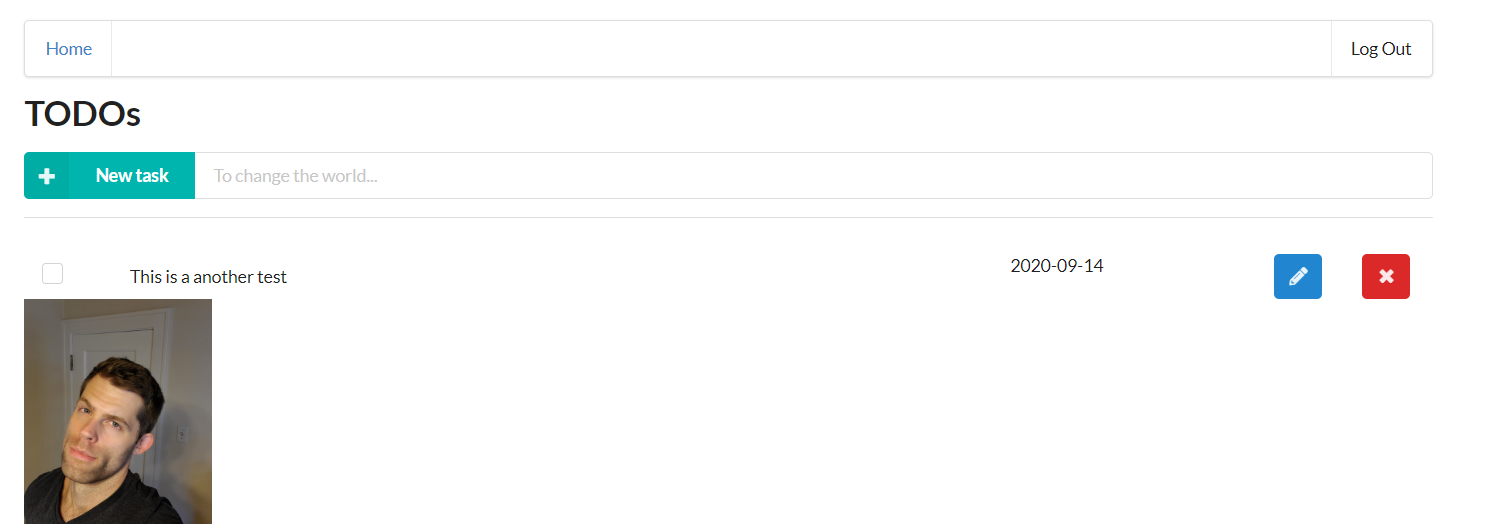 Home
Log Out
TODOs
New task
To change the world...
This is a another test
2020-09-14